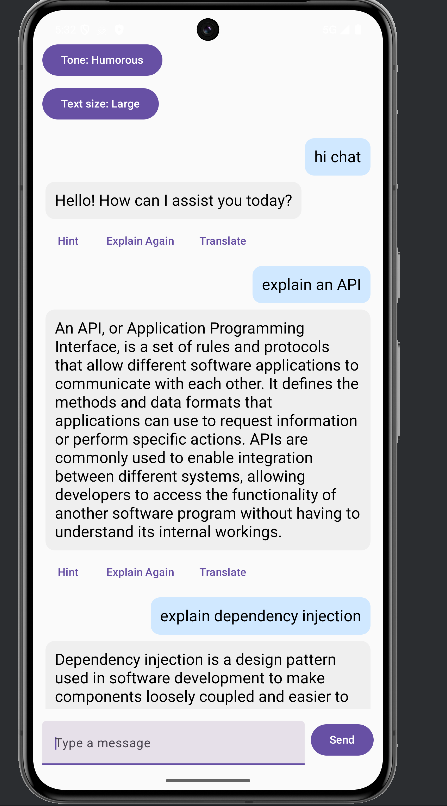 Tone: Humorous
Text size: Large
hi chat
Hello! How can I assist you today?
Hint Explain Again Translate
explain an API
An API, or Application Programming
Interface, is a set of rules and protocols
that allow different software applications to
communicate with each other. It defines the
methods and data formats that
applications can use to request information
or perform specific actions. APIs are
commonly used to enable integration
between different systems, allowing
developers to access the functionality of
another software program without having to
understand its internal workings.
Hint Explain Again Translate
explain dependency injection
Dependency injection is a design pattern
used in software development to make
components loosely coupled and easier to
Type a message
Send